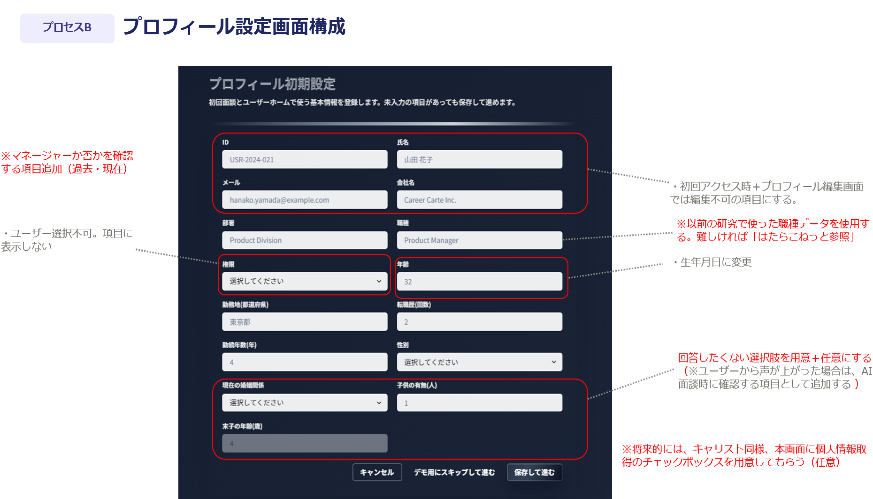 プロセスB
プロフィール設定画面構成
プロフィール初期設定
初回面談とユーザーホームで使う基本情報を登録します。未入力の項目があっても保存して進めます。
ID
氏名
USR-2024-021
山田 花子
メール
会社名
hanako.yamada@example.com
Career Carte Inc.
部署
職種
Product Division
Product Manager
権限
年齢
選択してください
32
勤務地(都道府県)
転職歴(回数)
東京都
2
勤続年数(年)
性別
4
選択してください
現在の婚姻関係
子供の有無(人)
選択してください
1
末子の年齢(歳)
4
キャンセル
デモ用にスキップして進む
保存して進む
※マネージャーか否かを確認
する項目追加（過去・現在）
・ユーザー選択不可。項目に
表示しない
・初回アクセス時＋プロフィール編集画面
では編集不可の項目にする。
※以前の研究で使った職種データを使用す
る。難しければ「はたらこねっと参照」
・生年月日に変更
回答したくない選択肢を用意＋任意にする
（※ユーザーから声が上がった場合は、AI
面談時に確認する項目として追加する ）
※将来的には、キャリスト同様、本画面に個人情報取
得のチェックボックスを用意してもらう（任意）